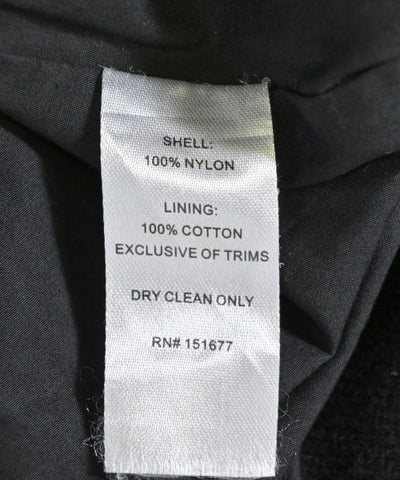 SHELL:
100% NYLON
LINING:
100% COTTON
EXCLUSIVE OF TRIMS
DRY CLEAN ONLY
RN# 151677